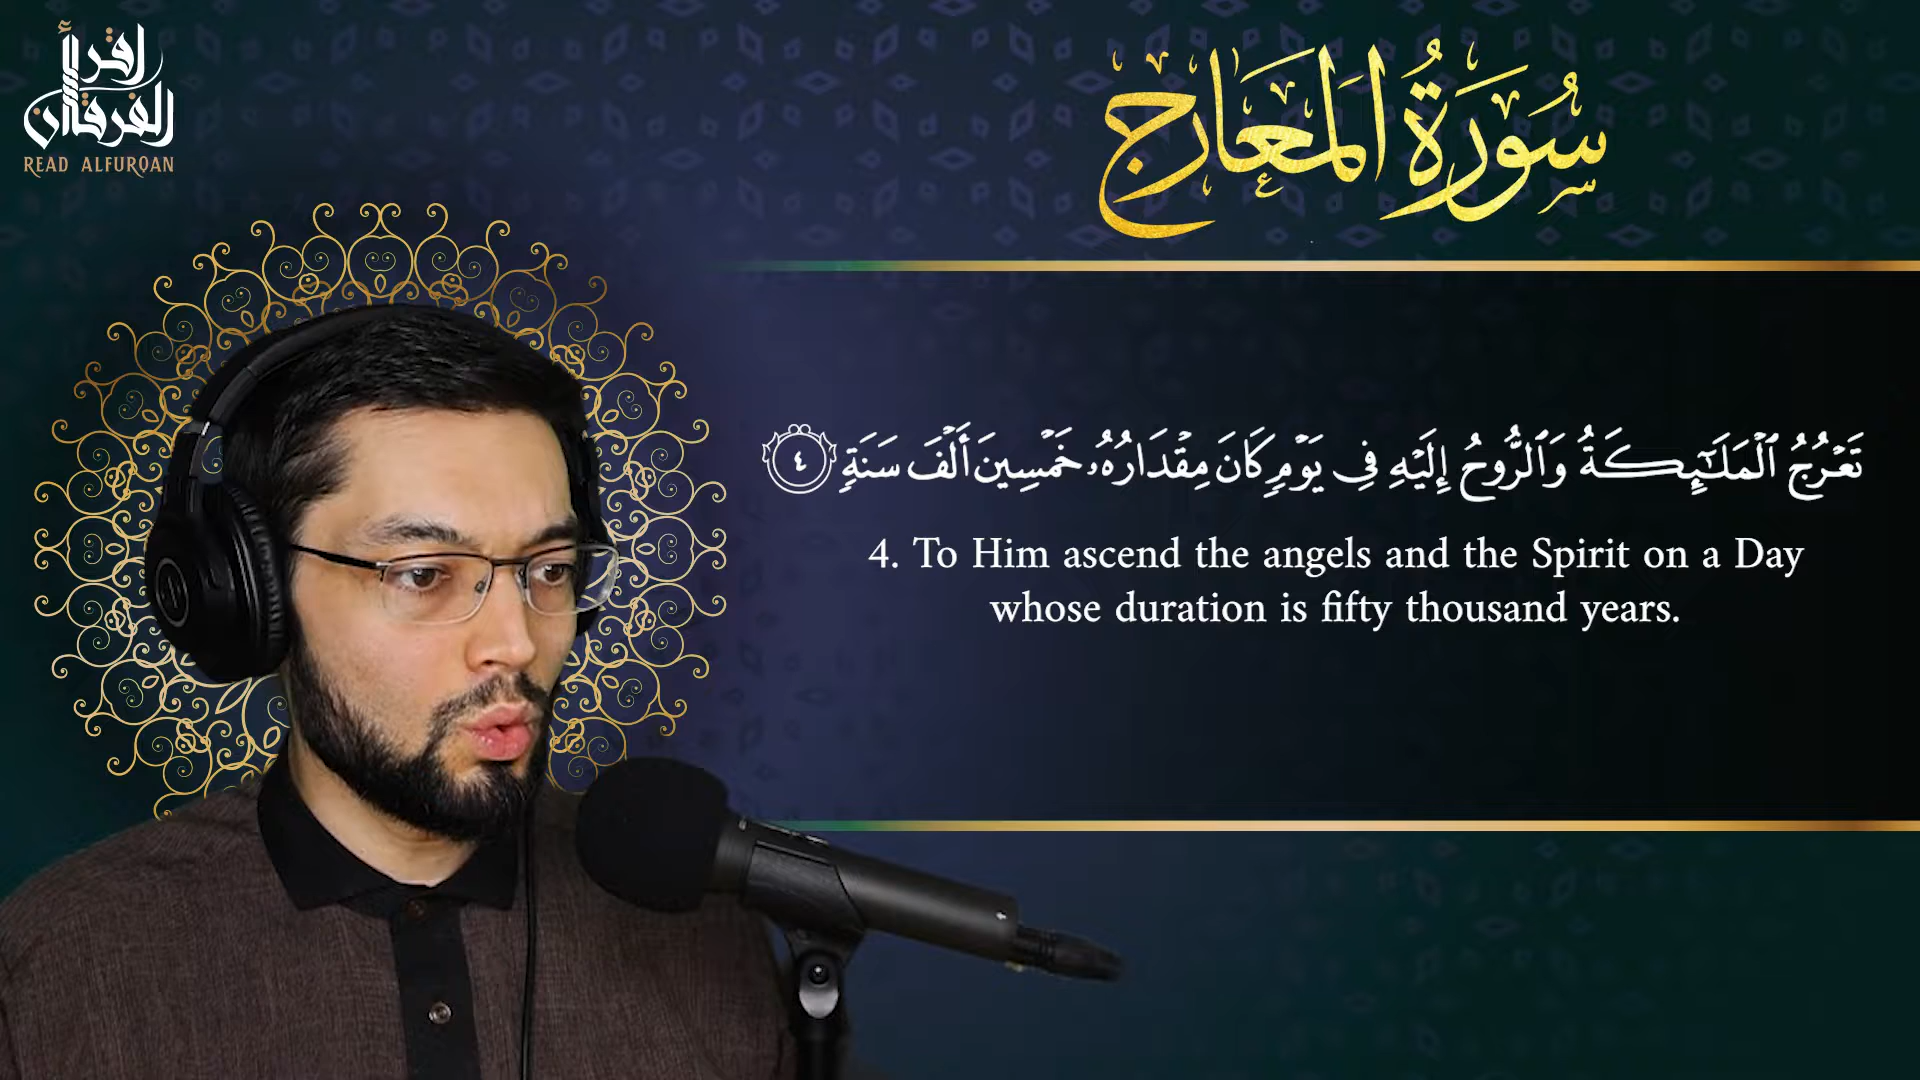 اقرأ
الفرقان
READ ALFURQAN
سُورَةُ المَعَارِج
تَعْرُجُ ٱلْمَلَـٰٓئِكَةُ وَٱلرُّوحُ إِلَيْهِ فِى يَوْمٍ كَانَ مِقْدَارُهُۥ خَمْسِينَ أَلْفَ سَنَةٍ ٤
4. To Him ascend the angels and the Spirit on a Day
whose duration is fifty thousand years.